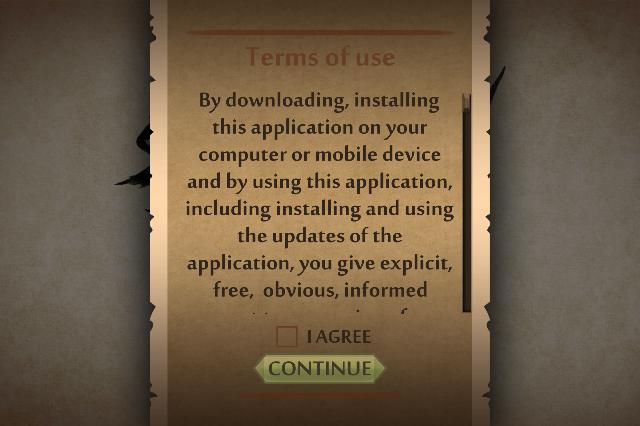 Terms of use
By downloading, installing
this application on your
computer or mobile device
and by using this application,
including installing and using
the updates of the
application, you give explicit,
free, obvious, informed
I AGREE
CONTINUE